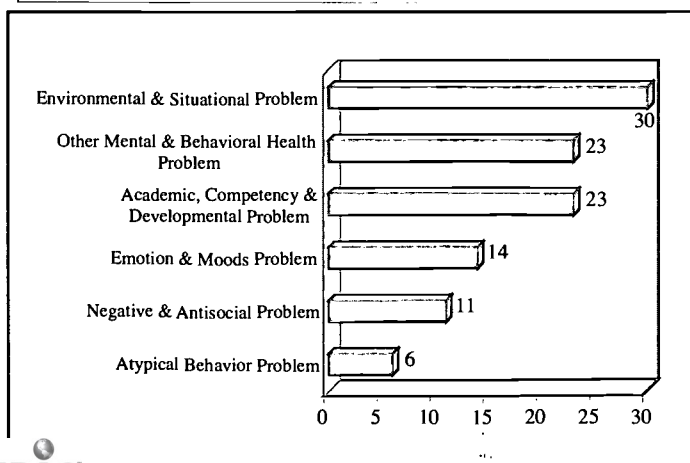 Environmental & Situational Problem
30
Other Mental & Behavioral Health
Problem
23
Academic, Competency &
Developmental Problem
23
Emotion & Moods Problem
14
Negative & Antisocial Problem
11
Atypical Behavior Problem
6
0 5 10 15 20 25 30